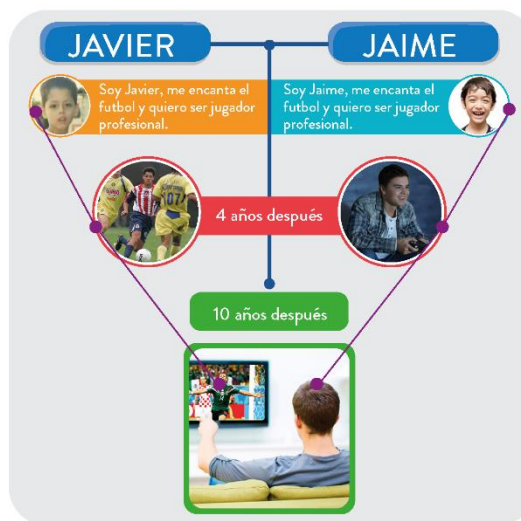 JAVIER
JAIME
Soy Javier, me encanta el
futbol y quiero ser jugador
profesional.
Soy Jaime, me encanta el
futbol y quiero ser jugador
profesional.
4 años después
10 años después